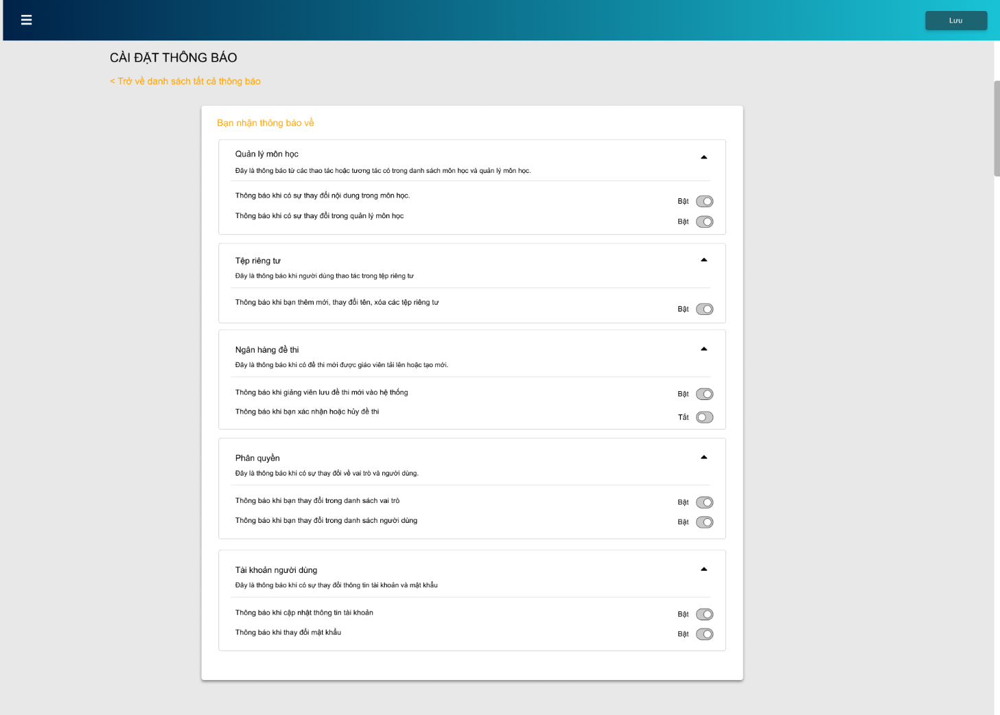 Lưu
CÀI ĐẶT THÔNG BÁO
< Trở về danh sách tất cả thông báo
Bạn nhận thông báo về
Quản lý môn học
Đây là thông báo từ các thao tác hoặc tương tác có trong danh sách môn học và quản lý môn học.
Thông báo khi có sự thay đổi nội dung trong môn học.
Bật
Thông báo khi có sự thay đổi trong quản lý môn học
Bật
Tệp riêng tư
Đây là thông báo khi người dùng thao tác trong tệp riêng tư
Thông báo khi bạn thêm mới, thay đổi tên, xóa các tệp riêng tư
Bật
Ngân hàng đề thi
Đây là thông báo khi có đề thi mới được giáo viên tải lên hoặc tạo mới.
Thông báo khi giảng viên lưu đề thi mới vào hệ thống
Bật
Thông báo khi bạn xác nhận hoặc hủy đề thi
Tắt
Phân quyền
Đây là thông báo khi có sự thay đổi về vai trò và người dùng.
Thông báo khi bạn thay đổi trong danh sách vai trò
Bật
Thông báo khi bạn thay đổi trong danh sách người dùng
Bật
Tài khoản người dùng
Đây là thông báo khi có sự thay đổi thông tin tài khoản và mật khẩu
Thông báo khi cập nhật thông tin tài khoản
Bật
Thông báo khi thay đổi mật khẩu
Bật